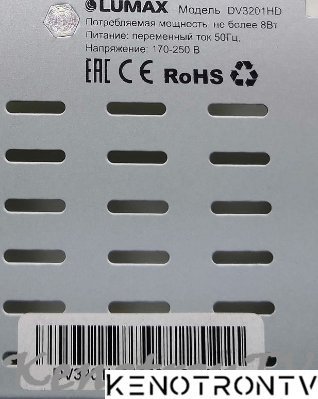 LUMAX Модель DV3201HD
Потребляемая мощность не более 8Вт
Питание: переменный ток 50Гц,
Напряжение: 170-250 В
EAC CE RoHS
DV3201
KENOTRONTV